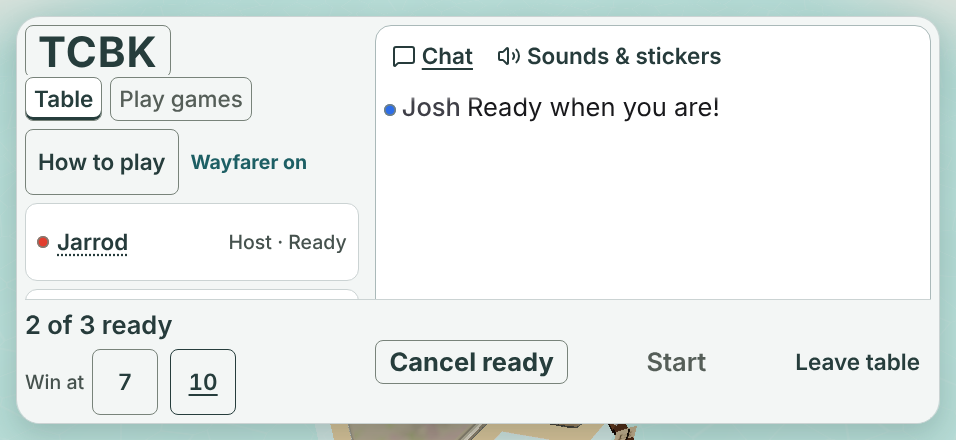 TCBK
Table
Play games
How to play
Wayfarer on
Jarrod
Host · Ready
Chat
Sounds & stickers
Josh Ready when you are!
2 of 3 ready
Win at
7
10
Cancel ready
Start
Leave table